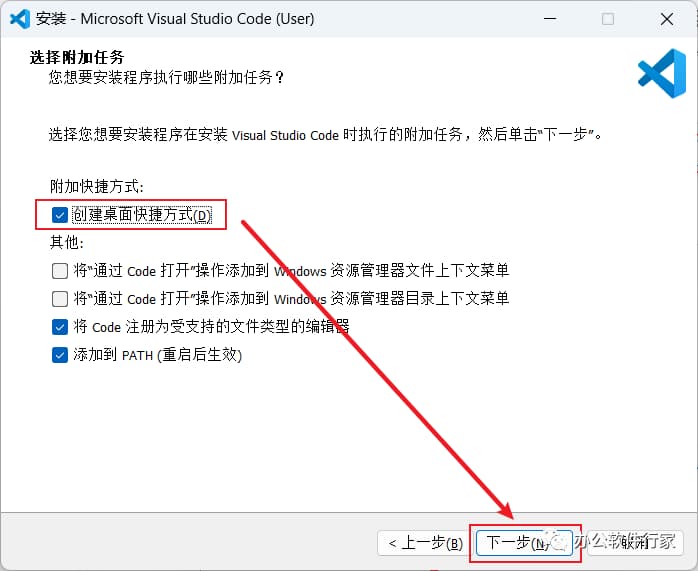 安装 - Microsoft Visual Studio Code (User)
选择附加任务
您想要安装程序执行哪些附加任务？
选择您想要安装程序在安装 Visual Studio Code 时执行的附加任务，然后单击“下一步”。
附加快捷方式:
创建桌面快捷方式(D)
其他:
将“通过 Code 打开”操作添加到 Windows 资源管理器文件上下文菜单
将“通过 Code 打开”操作添加到 Windows 资源管理器目录上下文菜单
将 Code 注册为受支持的文件类型的编辑器
添加到 PATH (重启后生效)
< 上一步(B)
下一步(N)
取消
办公软件行家